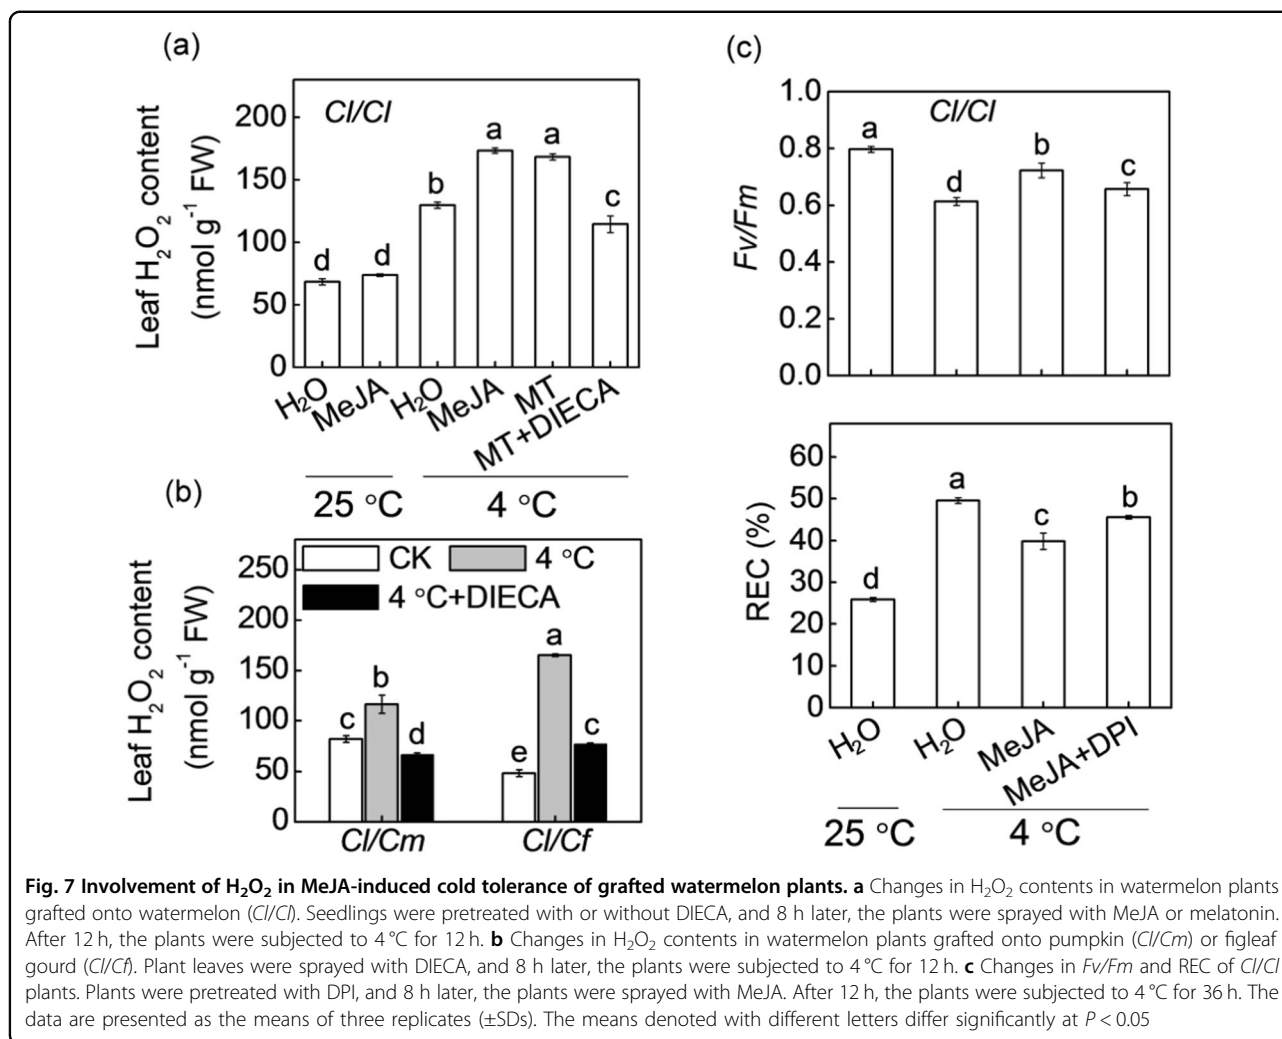 (a)
Leaf H₂O₂ content
(nmol g⁻¹ FW)
200
150
100
50
0
Cl/Cl
d
d
b
a
a
c
H₂O
MeJA
H₂O
MeJA
MT
MT+DIECA
25 °C
4 °C
(b)
Leaf H₂O₂ content
(nmol g⁻¹ FW)
250
200
150
100
50
0
CK
4 °C
4 °C+DIECA
c
b
d
e
a
c
Cl/Cm
Cl/Cf
(c)
Fv/Fm
1.0
0.8
0.6
0.4
0.2
0.0
Cl/Cl
a
d
b
c
REC (%)
60
50
40
30
20
10
0
d
a
c
b
H₂O
H₂O
MeJA
MeJA+DPI
25 °C
4 °C
Fig. 7 Involvement of H₂O₂ in MeJA-induced cold tolerance of grafted watermelon plants. a Changes in H₂O₂ contents in watermelon plants
grafted onto watermelon (Cl/Cl). Seedlings were pretreated with or without DIECA, and 8 h later, the plants were sprayed with MeJA or melatonin.
After 12 h, the plants were subjected to 4 °C for 12 h. b Changes in H₂O₂ contents in watermelon plants grafted onto pumpkin (Cl/Cm) or figleaf
gourd (Cl/Cf). Plant leaves were sprayed with DIECA, and 8 h later, the plants were subjected to 4 °C for 12 h. c Changes in Fv/Fm and REC of Cl/Cl
plants. Plants were pretreated with DPI, and 8 h later, the plants were sprayed with MeJA. After 12 h, the plants were subjected to 4 °C for 36 h. The
data are presented as the means of three replicates (±SDs). The means denoted with different letters differ significantly at P < 0.05